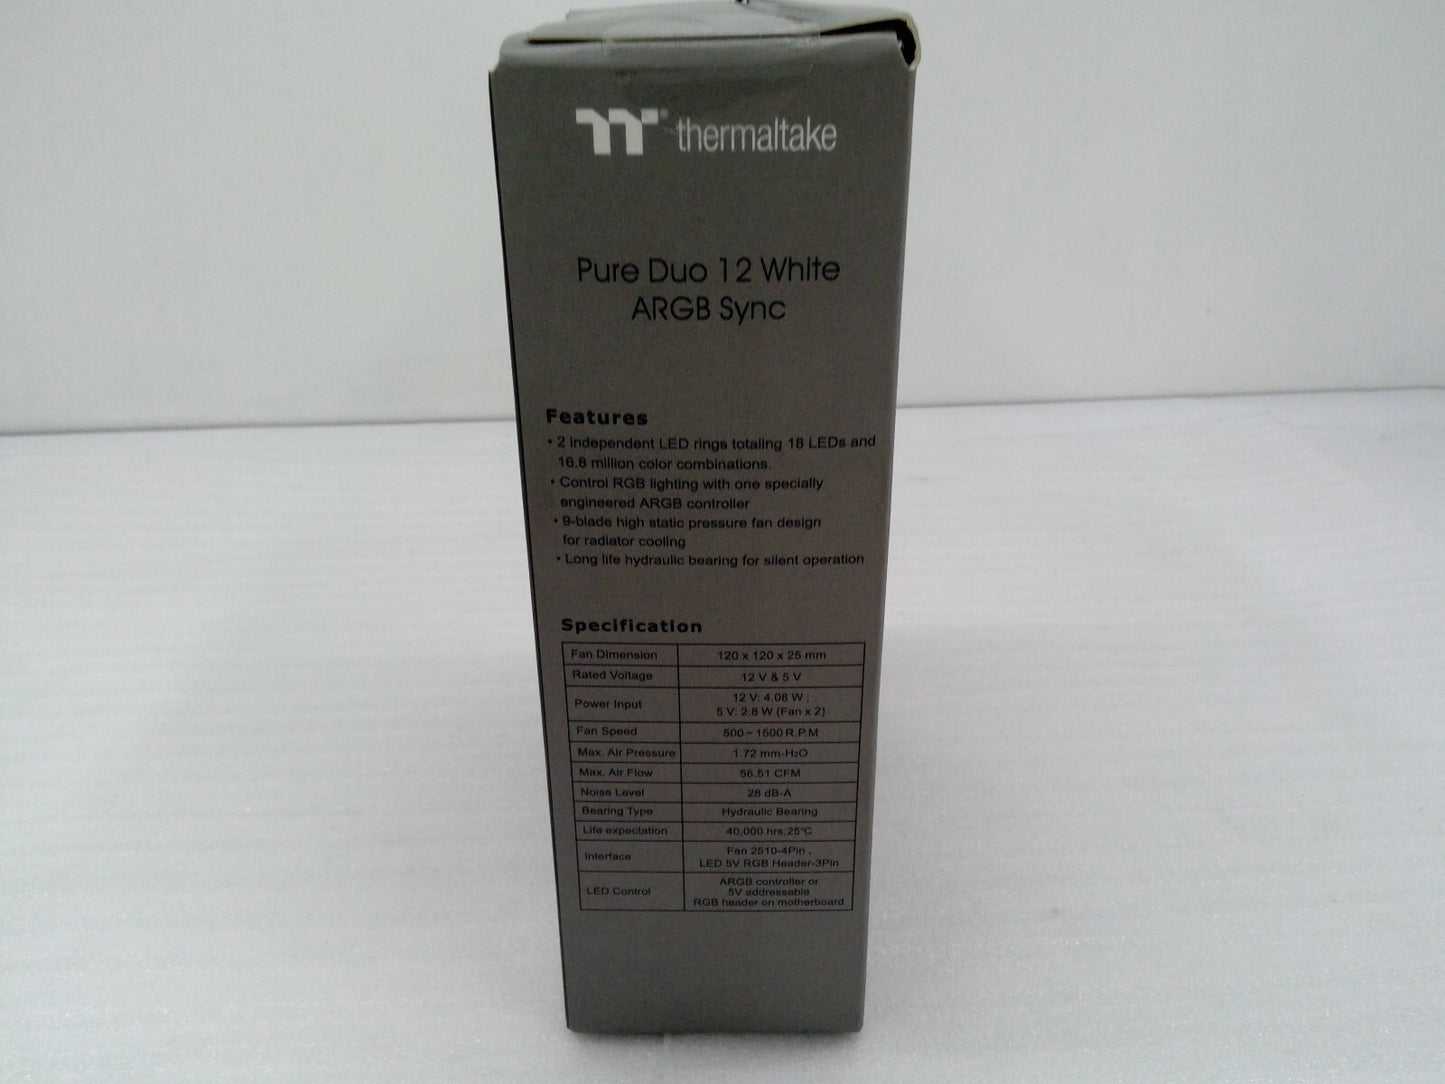 thermaltake
Pure Duo 12 White
ARGB Sync
Features
• 2 independent LED rings totaling 18 LEDs and
16.8 million color combinations.
• Control RGB lighting with one specially
engineered ARGB controller
• 9-blade high static pressure fan design
for radiator cooling
• Long life hydraulic bearing for silent operation
Specification
Fan Dimension 120 x 120 x 25 mm
Rated Voltage 12 V & 5 V
Power Input 12 V: 4.08 W ;
5 V: 2.8 W (Fan x 2)
Fan Speed 500 – 1500 R.P.M
Max. Air Pressure 1.72 mm-H₂O
Max. Air Flow 56.51 CFM
Noise Level 28 dB-A
Bearing Type Hydraulic Bearing
Life expectation 40,000 hrs,25°C
Interface Fan 2510-4Pin 、
LED 5V RGB Header-3Pin
LED Control ARGB controller or
5V addressable
RGB header on motherboard